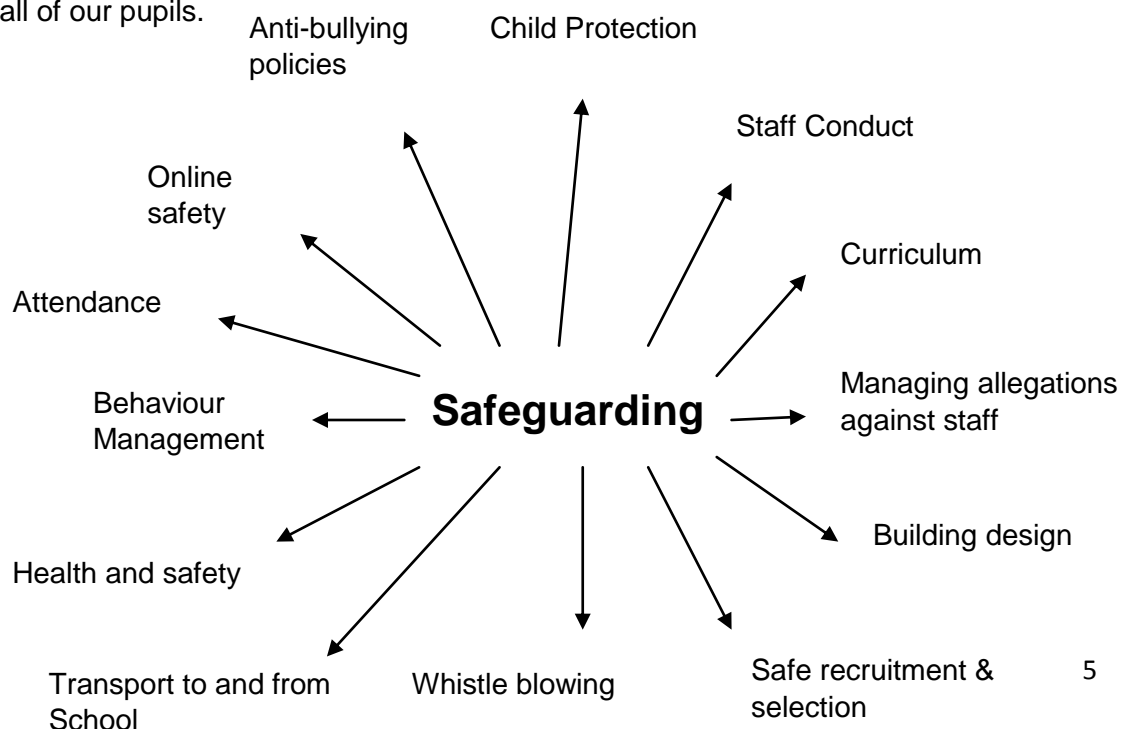 all of our pupils.
Anti-bullying
policies
Child Protection
Staff Conduct
Online
safety
Curriculum
Attendance
Managing allegations
against staff
Behaviour
Management
Safeguarding
Building design
Health and safety
Transport to and from
School
Whistle blowing
Safe recruitment &
selection
5